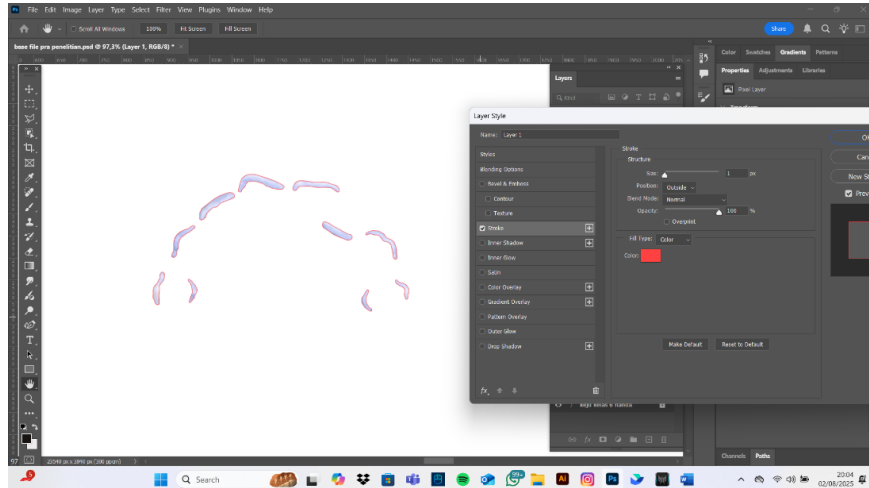 File Edit Image Layer Type Select Filter View Plugins Window Help
Scroll All Windows 100% Fit Screen Fill Screen Share
base file pra penelitian.psd @ 97,3% (Layer 1, RGB/8) *
Color Swatches Gradients Patterns
Layers
Properties Adjustments Libraries
Pixel Layer
Layer Style
Name: Layer 1
Styles
Blending Options
Bevel & Emboss
Contour
Texture
Stroke
Inner Shadow
Inner Glow
Satin
Color Overlay
Gradient Overlay
Pattern Overlay
Outer Glow
Drop Shadow
fx
Stroke
Structure
Size: 1 px
Position: Outside
Blend Mode: Normal
Opacity: 100 %
Overprint
Fill Type: Color
Color:
Make Default Reset to Default
New St
Channels Paths
Search
99+
20:04
02/08/2025